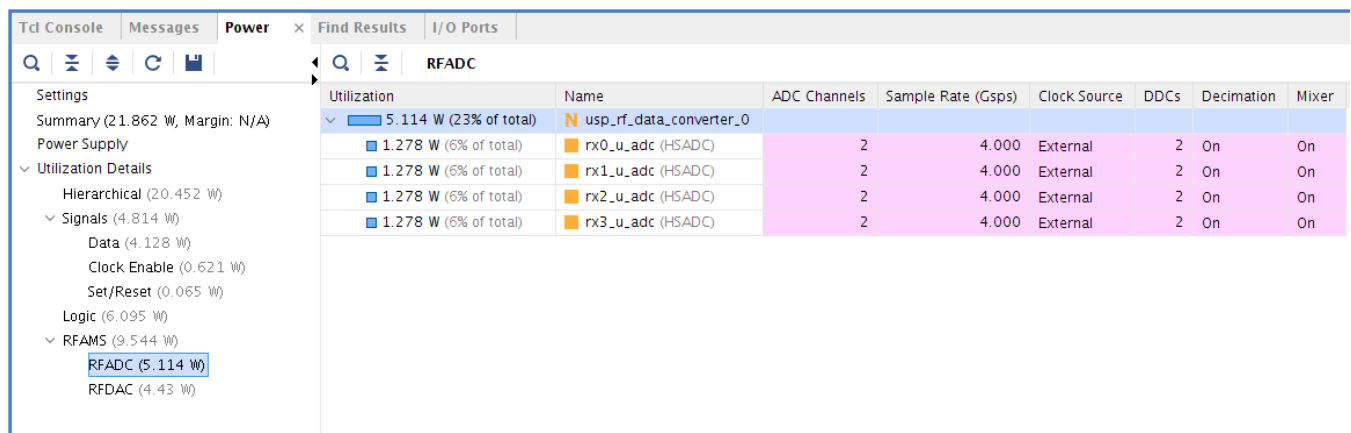 Tcl Console Messages Power × Find Results I/O Ports
RFADC
Settings
Summary (21.862 W, Margin: N/A)
Power Supply
Utilization Details
Hierarchical (20.452 W)
Signals (4.814 W)
Data (4.128 W)
Clock Enable (0.621 W)
Set/Reset (0.065 W)
Logic (6.095 W)
RFAMS (9.544 W)
RFADC (5.114 W)
RFDAC (4.43 W)
Utilization Name ADC Channels Sample Rate (Gsps) Clock Source DDCs Decimation Mixer
5.114 W (23% of total) N usp_rf_data_converter_0
1.278 W (6% of total) rx0_u_adc (HSADC) 2 4.000 External 2 On On
1.278 W (6% of total) rx1_u_adc (HSADC) 2 4.000 External 2 On On
1.278 W (6% of total) rx2_u_adc (HSADC) 2 4.000 External 2 On On
1.278 W (6% of total) rx3_u_adc (HSADC) 2 4.000 External 2 On On